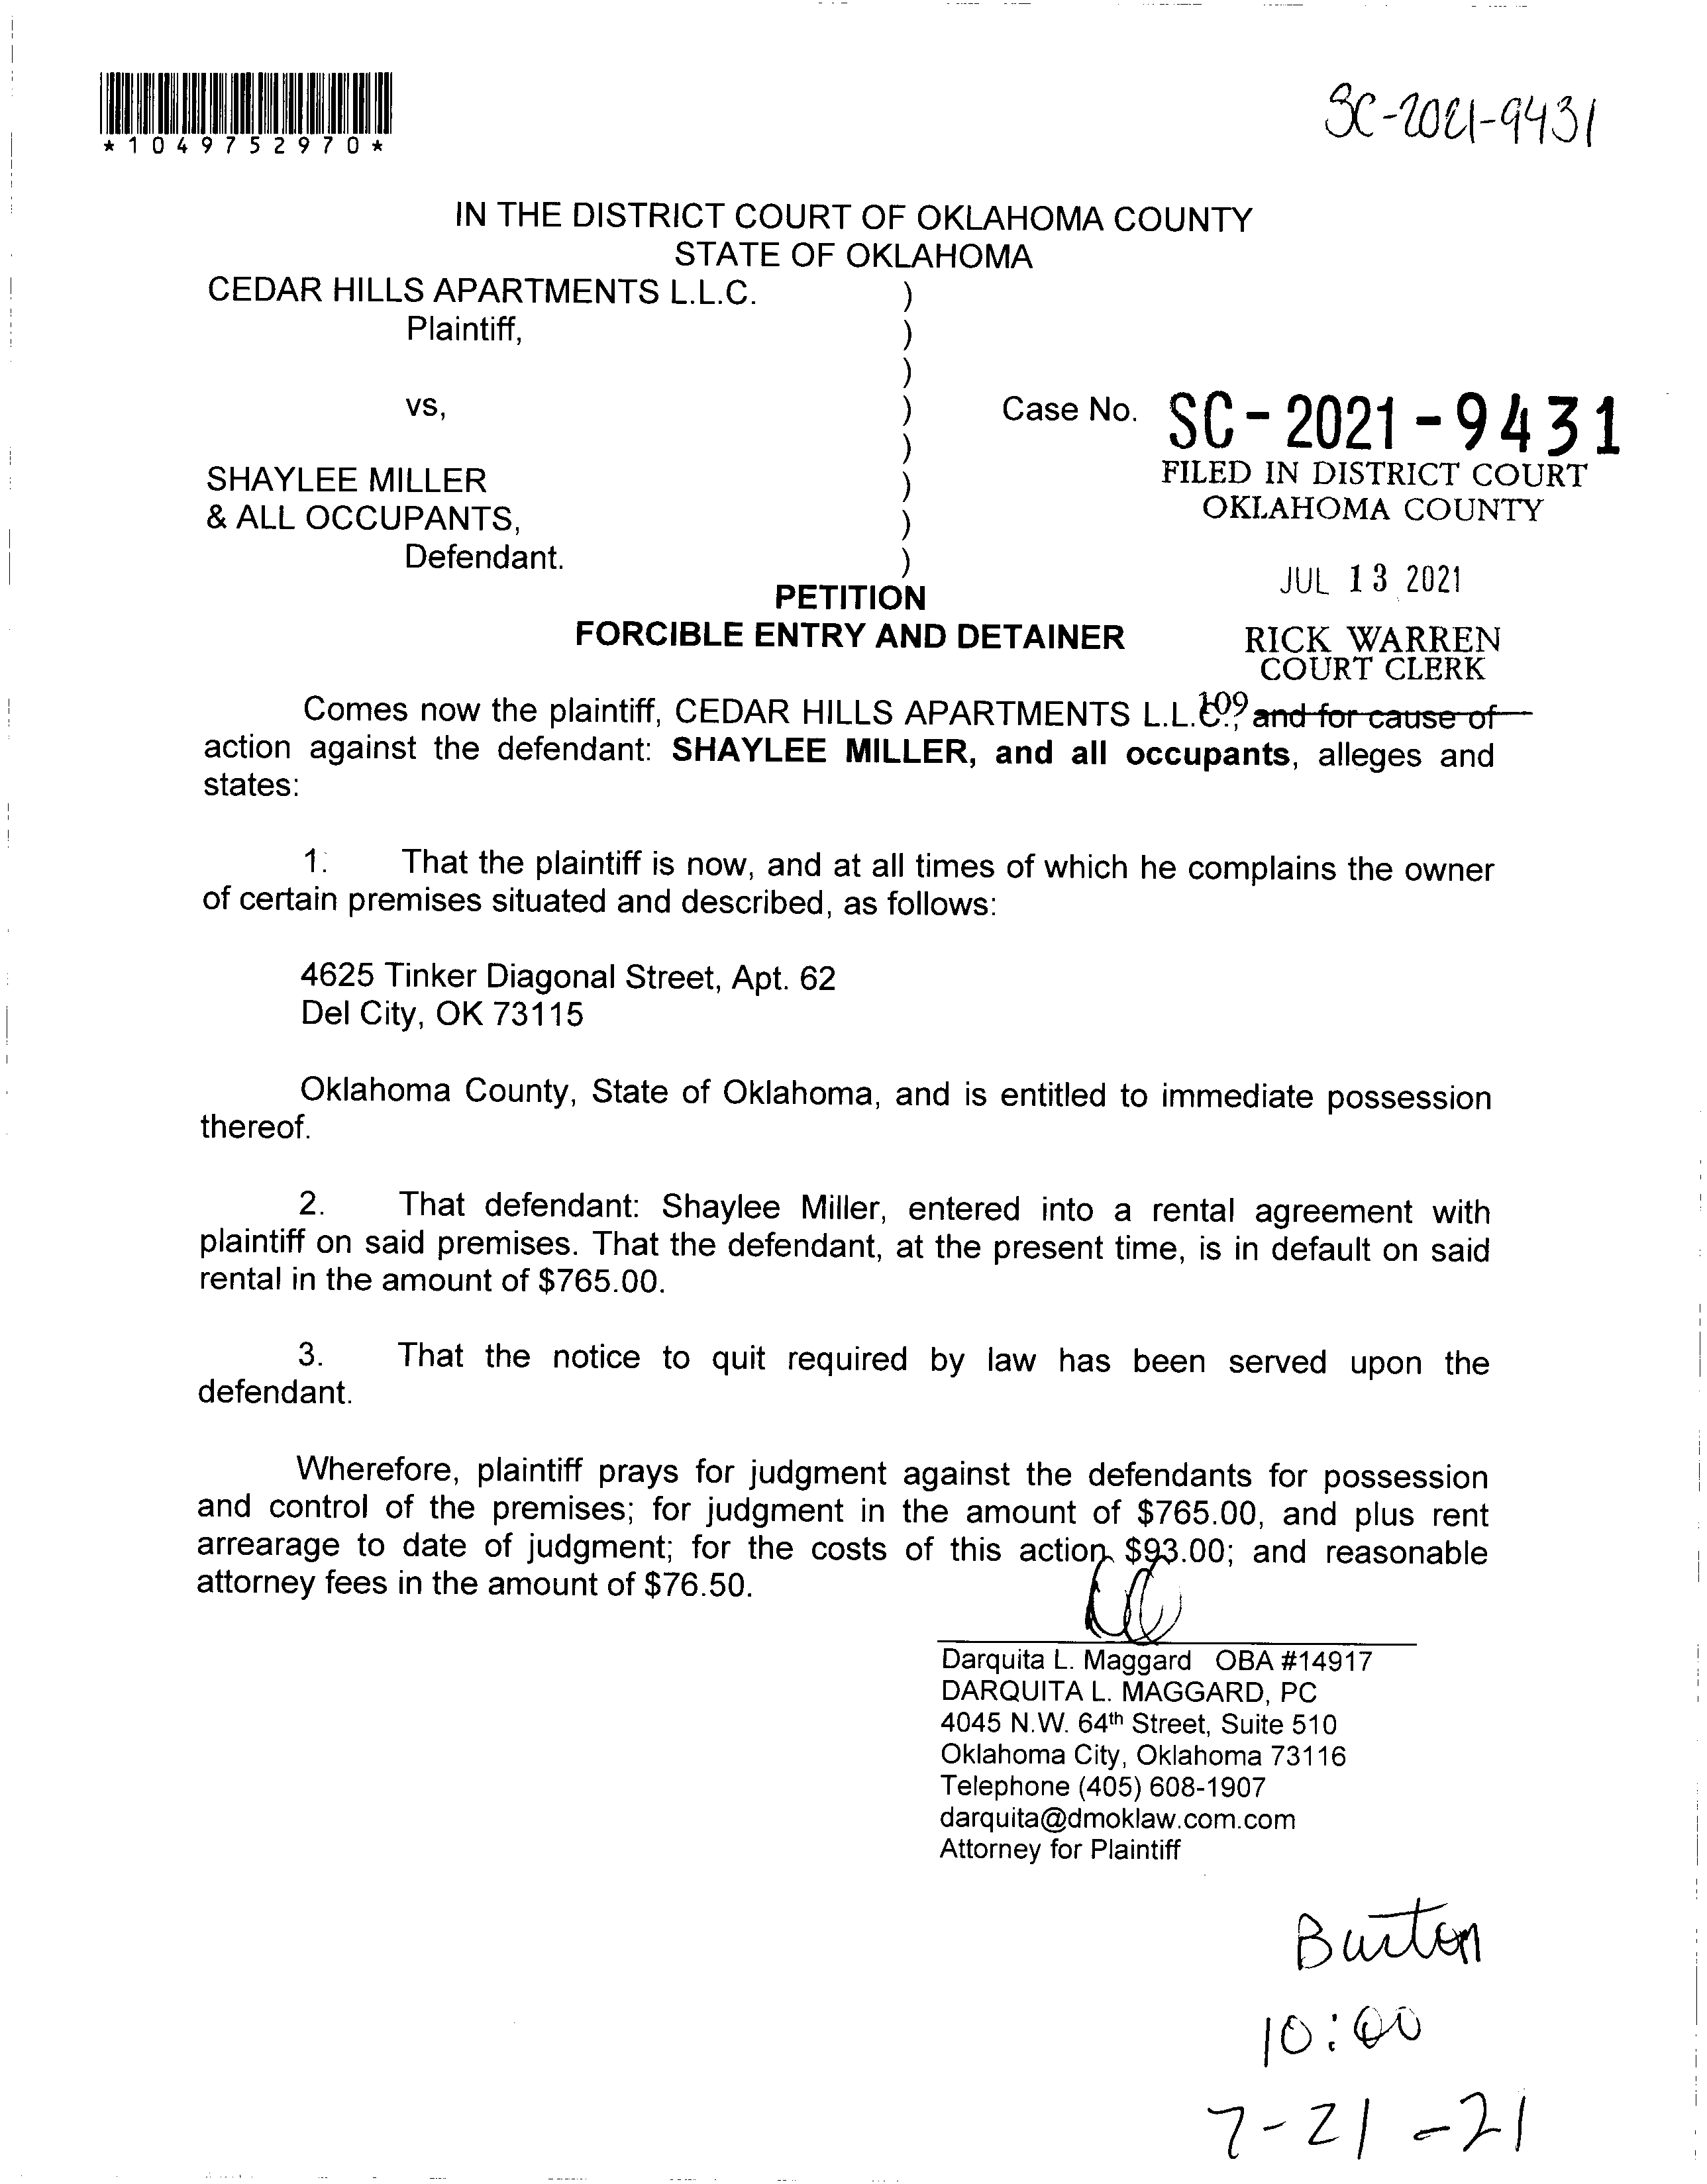 *1049752970*
SC-2021-9431
IN THE DISTRICT COURT OF OKLAHOMA COUNTY
STATE OF OKLAHOMA
CEDAR HILLS APARTMENTS L.L.C. )
Plaintiff, )
)
vs, ) Case No. SC-2021-9431
)
FILED IN DISTRICT COURT
SHAYLEE MILLER )
OKLAHOMA COUNTY
& ALL OCCUPANTS, )
Defendant. )
JUL 13 2021
PETITION
FORCIBLE ENTRY AND DETAINER
RICK WARREN
COURT CLERK
109
Comes now the plaintiff, CEDAR HILLS APARTMENTS L.L.C., and for cause of
action against the defendant: SHAYLEE MILLER, and all occupants, alleges and
states:
1. That the plaintiff is now, and at all times of which he complains the owner
of certain premises situated and described, as follows:
4625 Tinker Diagonal Street, Apt. 62
Del City, OK 73115
Oklahoma County, State of Oklahoma, and is entitled to immediate possession
thereof.
2. That defendant: Shaylee Miller, entered into a rental agreement with
plaintiff on said premises. That the defendant, at the present time, is in default on said
rental in the amount of $765.00.
3. That the notice to quit required by law has been served upon the
defendant.
Wherefore, plaintiff prays for judgment against the defendants for possession
and control of the premises; for judgment in the amount of $765.00, and plus rent
arrearage to date of judgment; for the costs of this action, $93.00; and reasonable
attorney fees in the amount of $76.50.
Darquita L. Maggard OBA #14917
DARQUITA L. MAGGARD, PC
4045 N.W. 64th Street, Suite 510
Oklahoma City, Oklahoma 73116
Telephone (405) 608-1907
darquita@dmoklaw.com.com
Attorney for Plaintiff
Burton
10:00
7-21-21